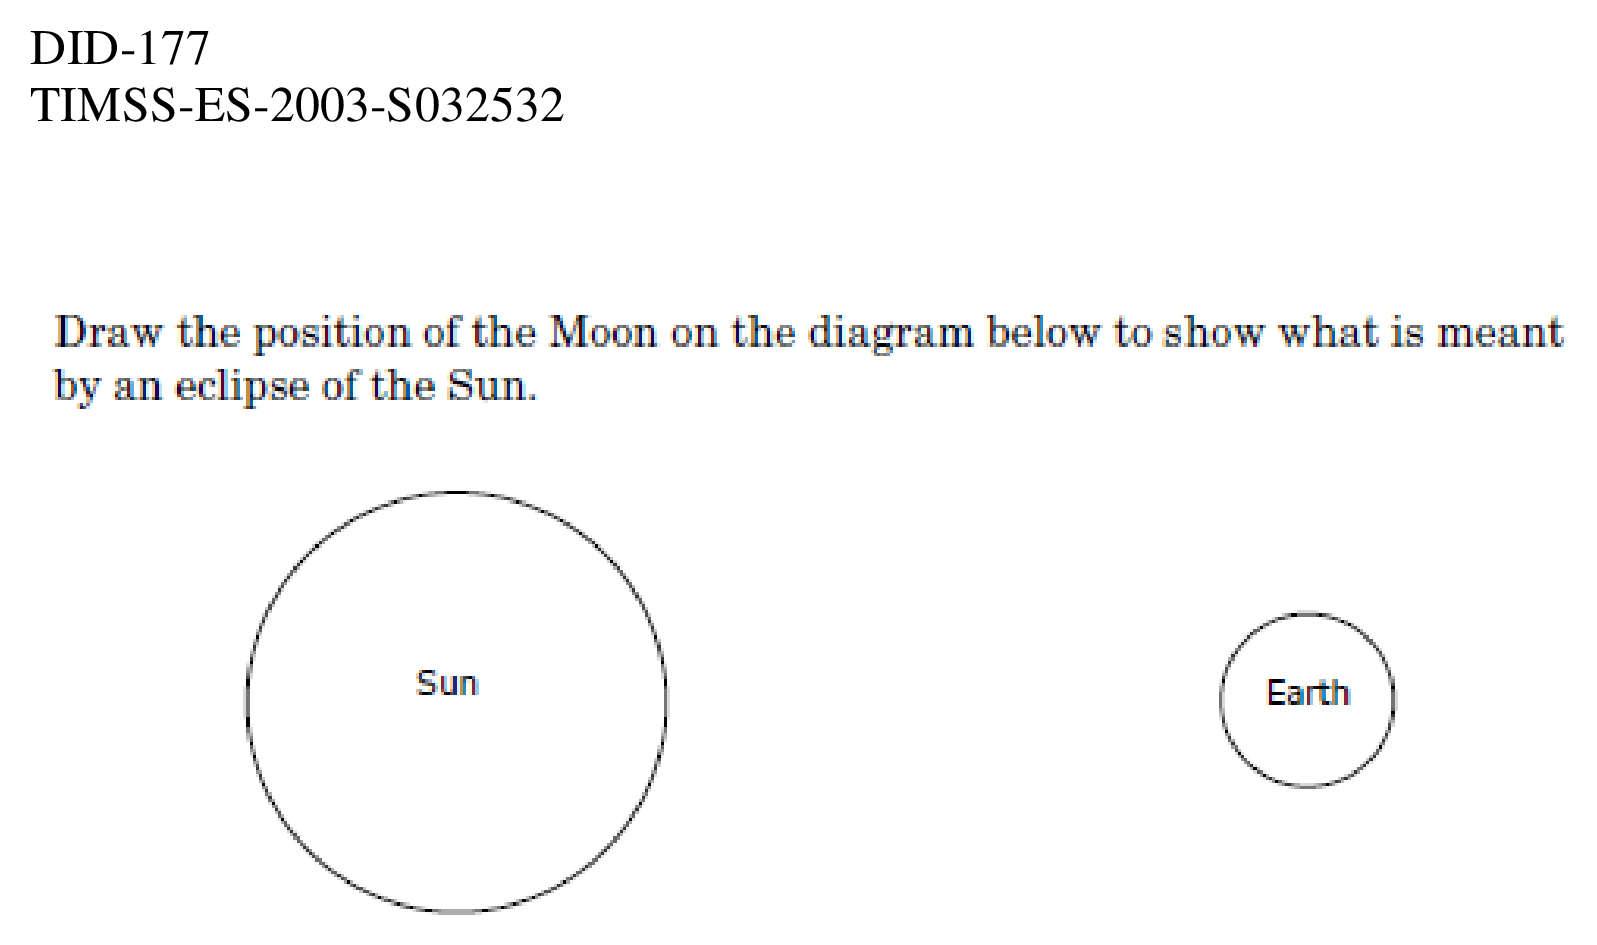 DID-177
TIMSS-ES-2003-S032532
Draw the position of the Moon on the diagram below to show what is meant
by an eclipse of the Sun.
Sun
Earth